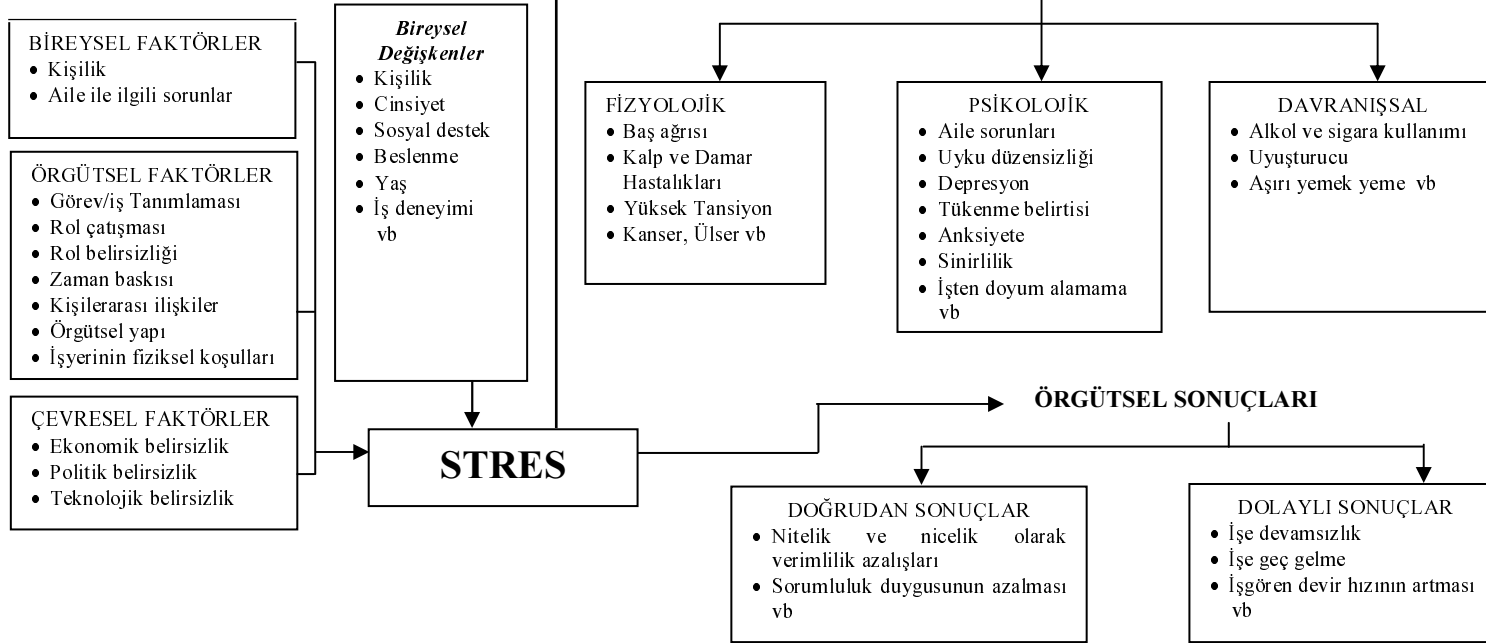 BİREYSEL FAKTÖRLER
• Kişilik
• Aile ile ilgili sorunlar
ÖRGÜTSEL FAKTÖRLER
• Görev/iş Tanımlaması
• Rol çatışması
• Rol belirsizliği
• Zaman baskısı
• Kişilerarası ilişkiler
• Örgütsel yapı
• İşyerinin fiziksel koşulları
ÇEVRESEL FAKTÖRLER
• Ekonomik belirsizlik
• Politik belirsizlik
• Teknolojik belirsizlik
Bireysel
Değişkenler
• Kişilik
• Cinsiyet
• Sosyal destek
• Beslenme
• Yaş
• İş deneyimi
vb
STRES
FİZYOLOJİK
• Baş ağrısı
• Kalp ve Damar
Hastalıkları
• Yüksek Tansiyon
• Kanser, Ülser vb
PSİKOLOJİK
• Aile sorunları
• Uyku düzensizliği
• Depresyon
• Tükenme belirtisi
• Anksiyete
• Sinirlilik
• İşten doyum alamama
vb
DAVRANIŞSAL
• Alkol ve sigara kullanımı
• Uyuşturucu
• Aşırı yemek yeme vb
ÖRGÜTSEL SONUÇLARI
DOĞRUDAN SONUÇLAR
• Nitelik ve nicelik olarak
verimlilik azalışları
• Sorumluluk duygusunun azalması
vb
DOLAYLI SONUÇLAR
• İşe devamsızlık
• İşe geç gelme
• İşgören devir hızının artması
vb